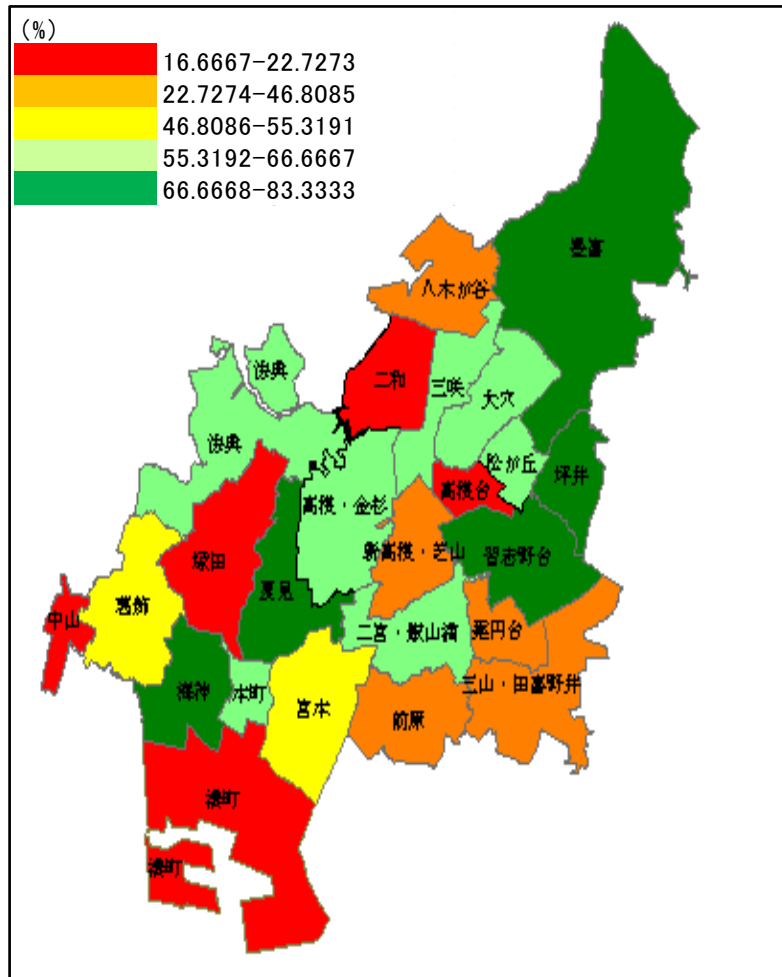 (%)
16.6667-22.7273
22.7274-46.8085
46.8086-55.3191
55.3192-66.6667
66.6668-83.3333
豊富
八木が谷
法典
二和
三咲
大穴
法典
松が丘
坪井
高根台
高根・金杉
新高根・芝山
習志野台
塚田
夏見
葛飾
中山
二宮・飯山満
薬円台
三山・田喜野井
海神
本町
宮本
前原
湊町
湊町